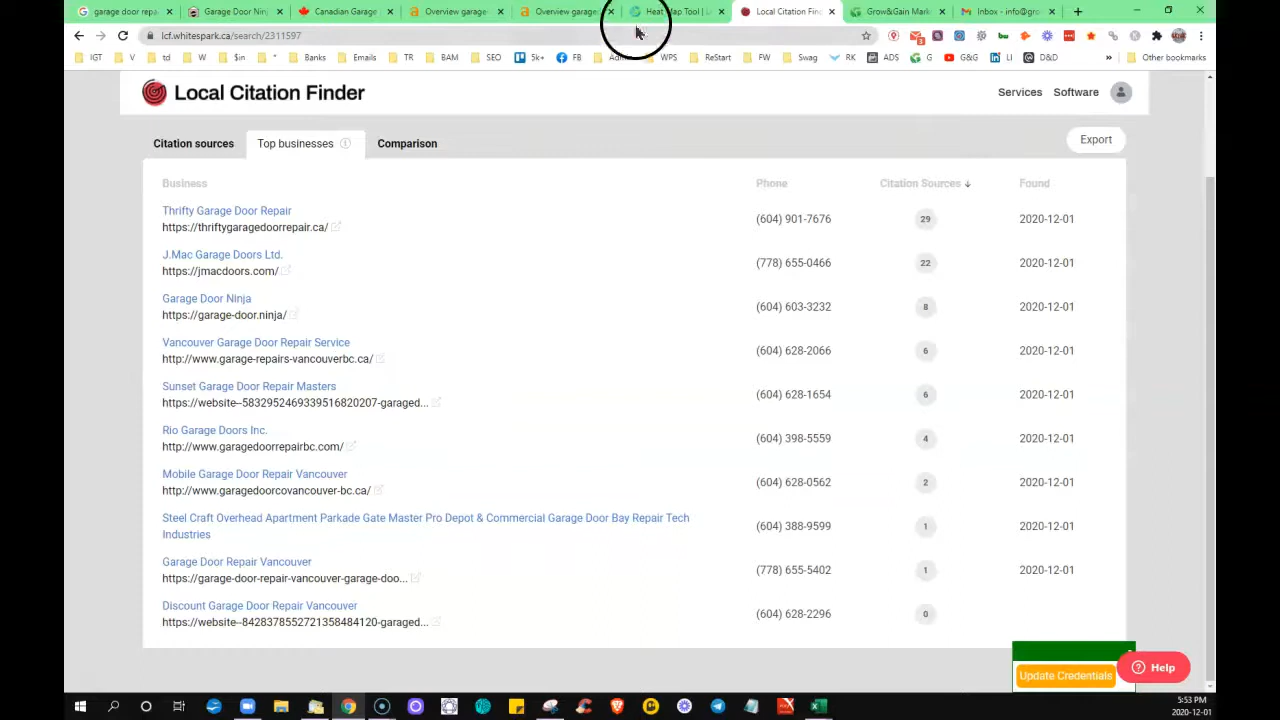 garage door repa
Garage Door Ninj
Canadian Garage
Overview garage
Overview garage
Heat Map Tool | L
Local Citation Fin
Grow&Gain Mark
Inbox - info@gro
lcf.whitespark.ca/search/2311597
IGT
V
td
W
$in
*
Banks
Emails
TR
BAM
SEO
5k+
FB
WPS
ReStart
FW
Swag
RK
ADS
G
G&G
LI
D&D
»
Other bookmarks
Local Citation Finder
Services
Software
Citation sources
Top businesses
Comparison
Export
Business
Phone
Citation Sources ↓
Found
Thrifty Garage Door Repair
https://thriftygaragedoorrepair.ca/
(604) 901-7676
29
2020-12-01
J.Mac Garage Doors Ltd.
https://jmacdoors.com/
(778) 655-0466
22
2020-12-01
Garage Door Ninja
https://garage-door.ninja/
(604) 603-3232
8
2020-12-01
Vancouver Garage Door Repair Service
http://www.garage-repairs-vancouverbc.ca/
(604) 628-2066
6
2020-12-01
Sunset Garage Door Repair Masters
https://website--5832952469339516820207-garaged...
(604) 628-1654
6
2020-12-01
Rio Garage Doors Inc.
http://www.garagedoorrepairbc.com/
(604) 398-5559
4
2020-12-01
Mobile Garage Door Repair Vancouver
http://www.garagedoorcovancouver-bc.ca/
(604) 628-0562
2
2020-12-01
Steel Craft Overhead Apartment Parkade Gate Master Pro Depot & Commercial Garage Door Bay Repair Tech
Industries
(604) 388-9599
1
2020-12-01
Garage Door Repair Vancouver
https://garage-door-repair-vancouver-garage-doo...
(778) 655-5402
1
2020-12-01
Discount Garage Door Repair Vancouver
https://website--8428378552721358484120-garaged...
(604) 628-2296
0
Update Credentials
Help
5:53 PM
2020-12-01